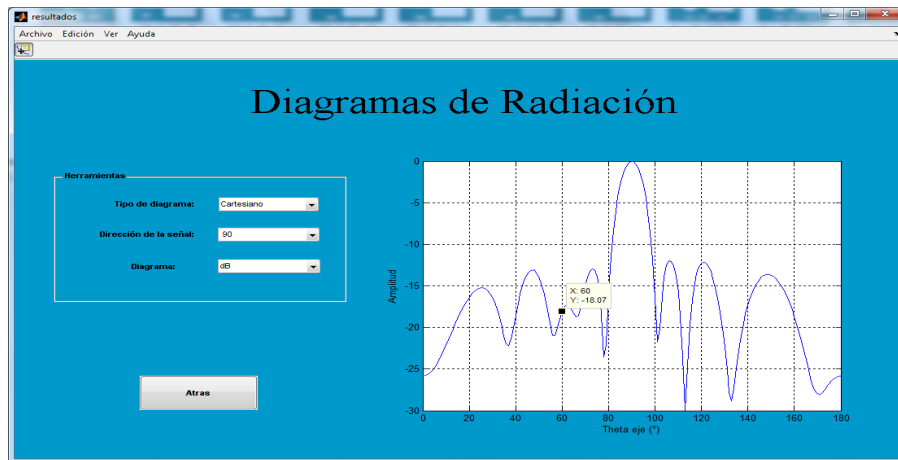 resultados
Archivo Edición Ver Ayuda
Diagramas de Radiación
Herramientas
Tipo de diagrama: Cartesiano
Dirección de la señal: 90
Diagrama: dB
Atras
Amplitud
0
-5
-10
-15
-20
-25
-30
X: 60
Y: -18.07
0 20 40 60 80 100 120 140 160 180
Theta eje (°)